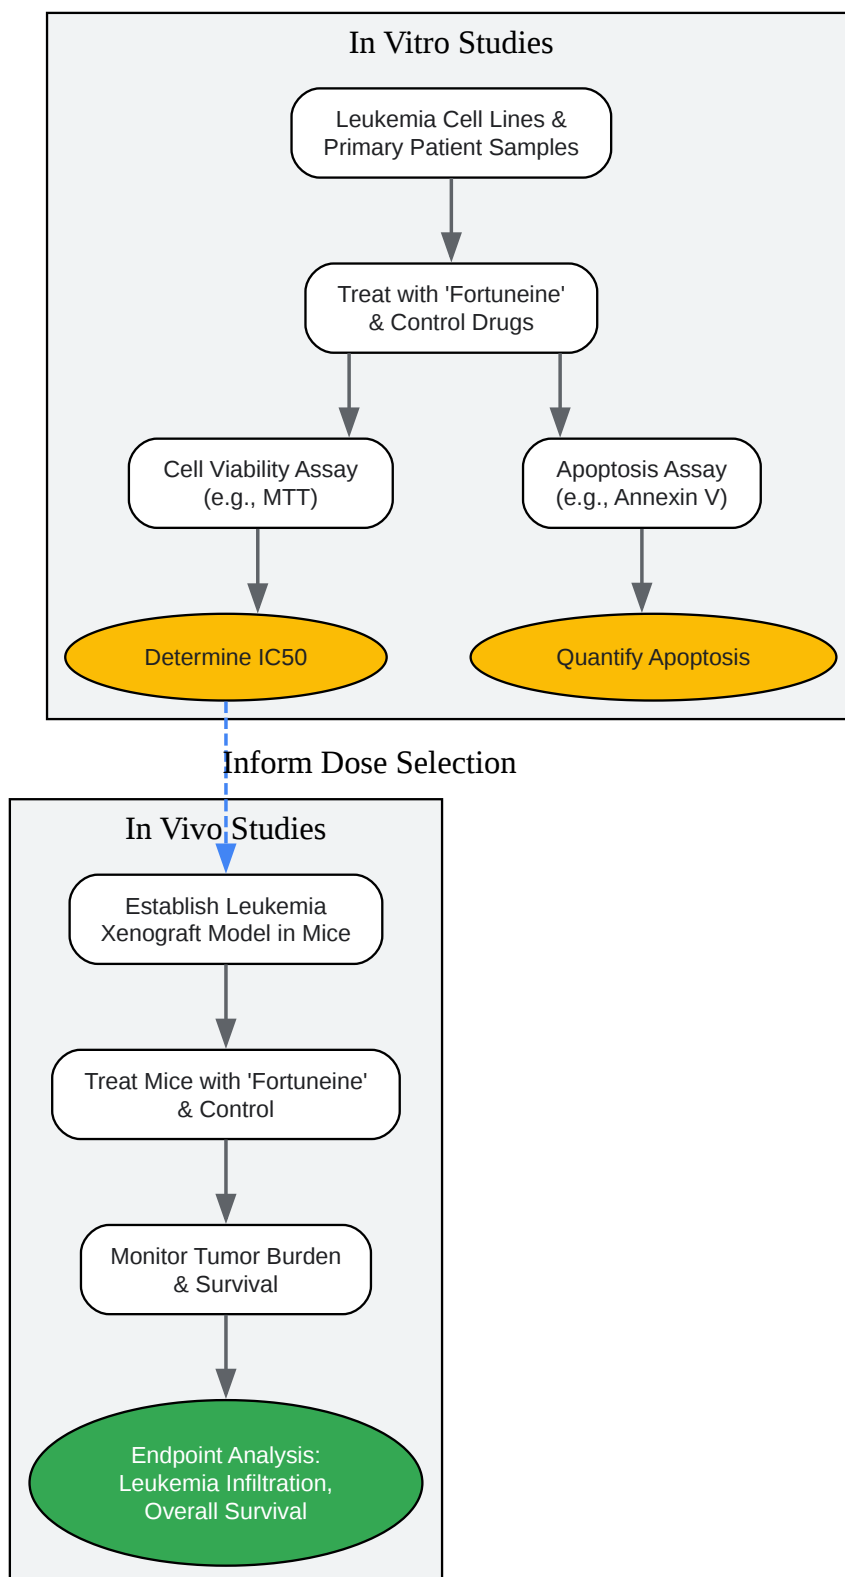 In Vitro Studies
Leukemia Cell Lines &
Primary Patient Samples
Treat with 'Fortuneine'
& Control Drugs
Cell Viability Assay
(e.g., MTT)
Apoptosis Assay
(e.g., Annexin V)
Determine IC50
Quantify Apoptosis
Inform Dose Selection
In Vivo Studies
Establish Leukemia
Xenograft Model in Mice
Treat Mice with 'Fortuneine'
& Control
Monitor Tumor Burden
& Survival
Endpoint Analysis:
Leukemia Infiltration,
Overall Survival